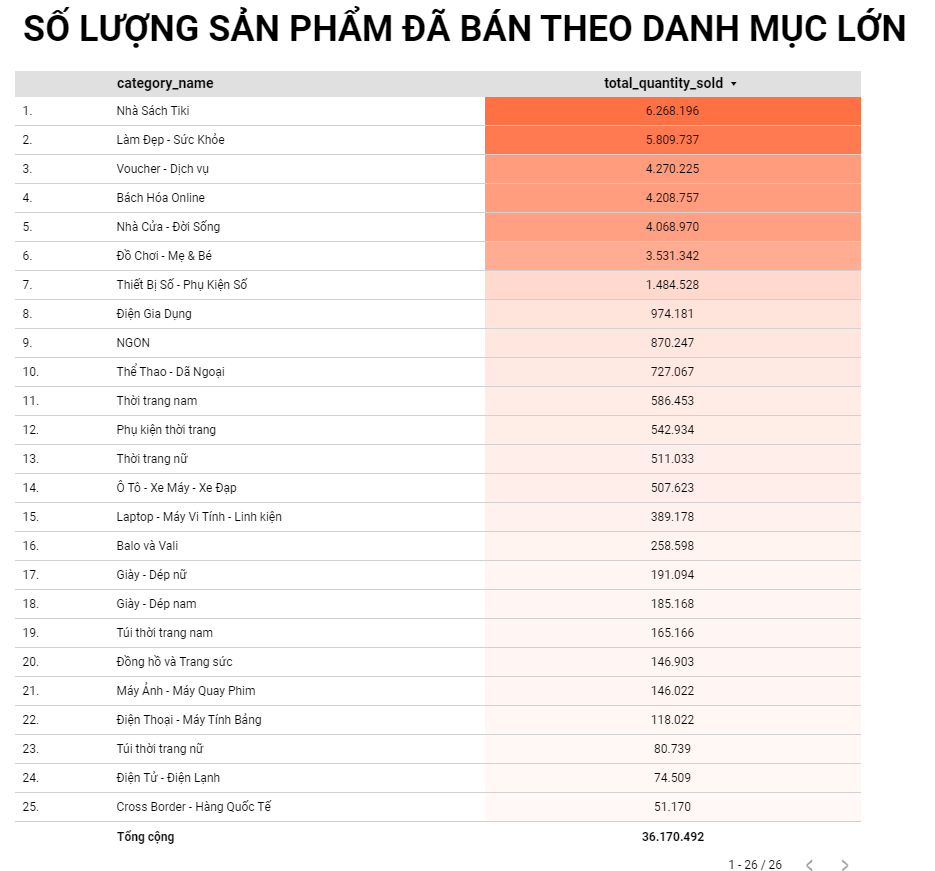 SỐ LƯỢNG SẢN PHẨM ĐÃ BÁN THEO DANH MỤC LỚN
category_name total_quantity_sold
1. Nhà Sách Tiki 6.268.196
2. Làm Đẹp - Sức Khỏe 5.809.737
3. Voucher - Dịch vụ 4.270.225
4. Bách Hóa Online 4.208.757
5. Nhà Cửa - Đời Sống 4.068.970
6. Đồ Chơi - Mẹ & Bé 3.531.342
7. Thiết Bị Số - Phụ Kiện Số 1.484.528
8. Điện Gia Dụng 974.181
9. NGON 870.247
10. Thể Thao - Dã Ngoại 727.067
11. Thời trang nam 586.453
12. Phụ kiện thời trang 542.934
13. Thời trang nữ 511.033
14. Ô Tô - Xe Máy - Xe Đạp 507.623
15. Laptop - Máy Vi Tính - Linh kiện 389.178
16. Balo và Vali 258.598
17. Giày - Dép nữ 191.094
18. Giày - Dép nam 185.168
19. Túi thời trang nam 165.166
20. Đồng hồ và Trang sức 146.903
21. Máy Ảnh - Máy Quay Phim 146.022
22. Điện Thoại - Máy Tính Bảng 118.022
23. Túi thời trang nữ 80.739
24. Điện Tử - Điện Lạnh 74.509
25. Cross Border - Hàng Quốc Tế 51.170
Tổng cộng 36.170.492
1 - 26 / 26